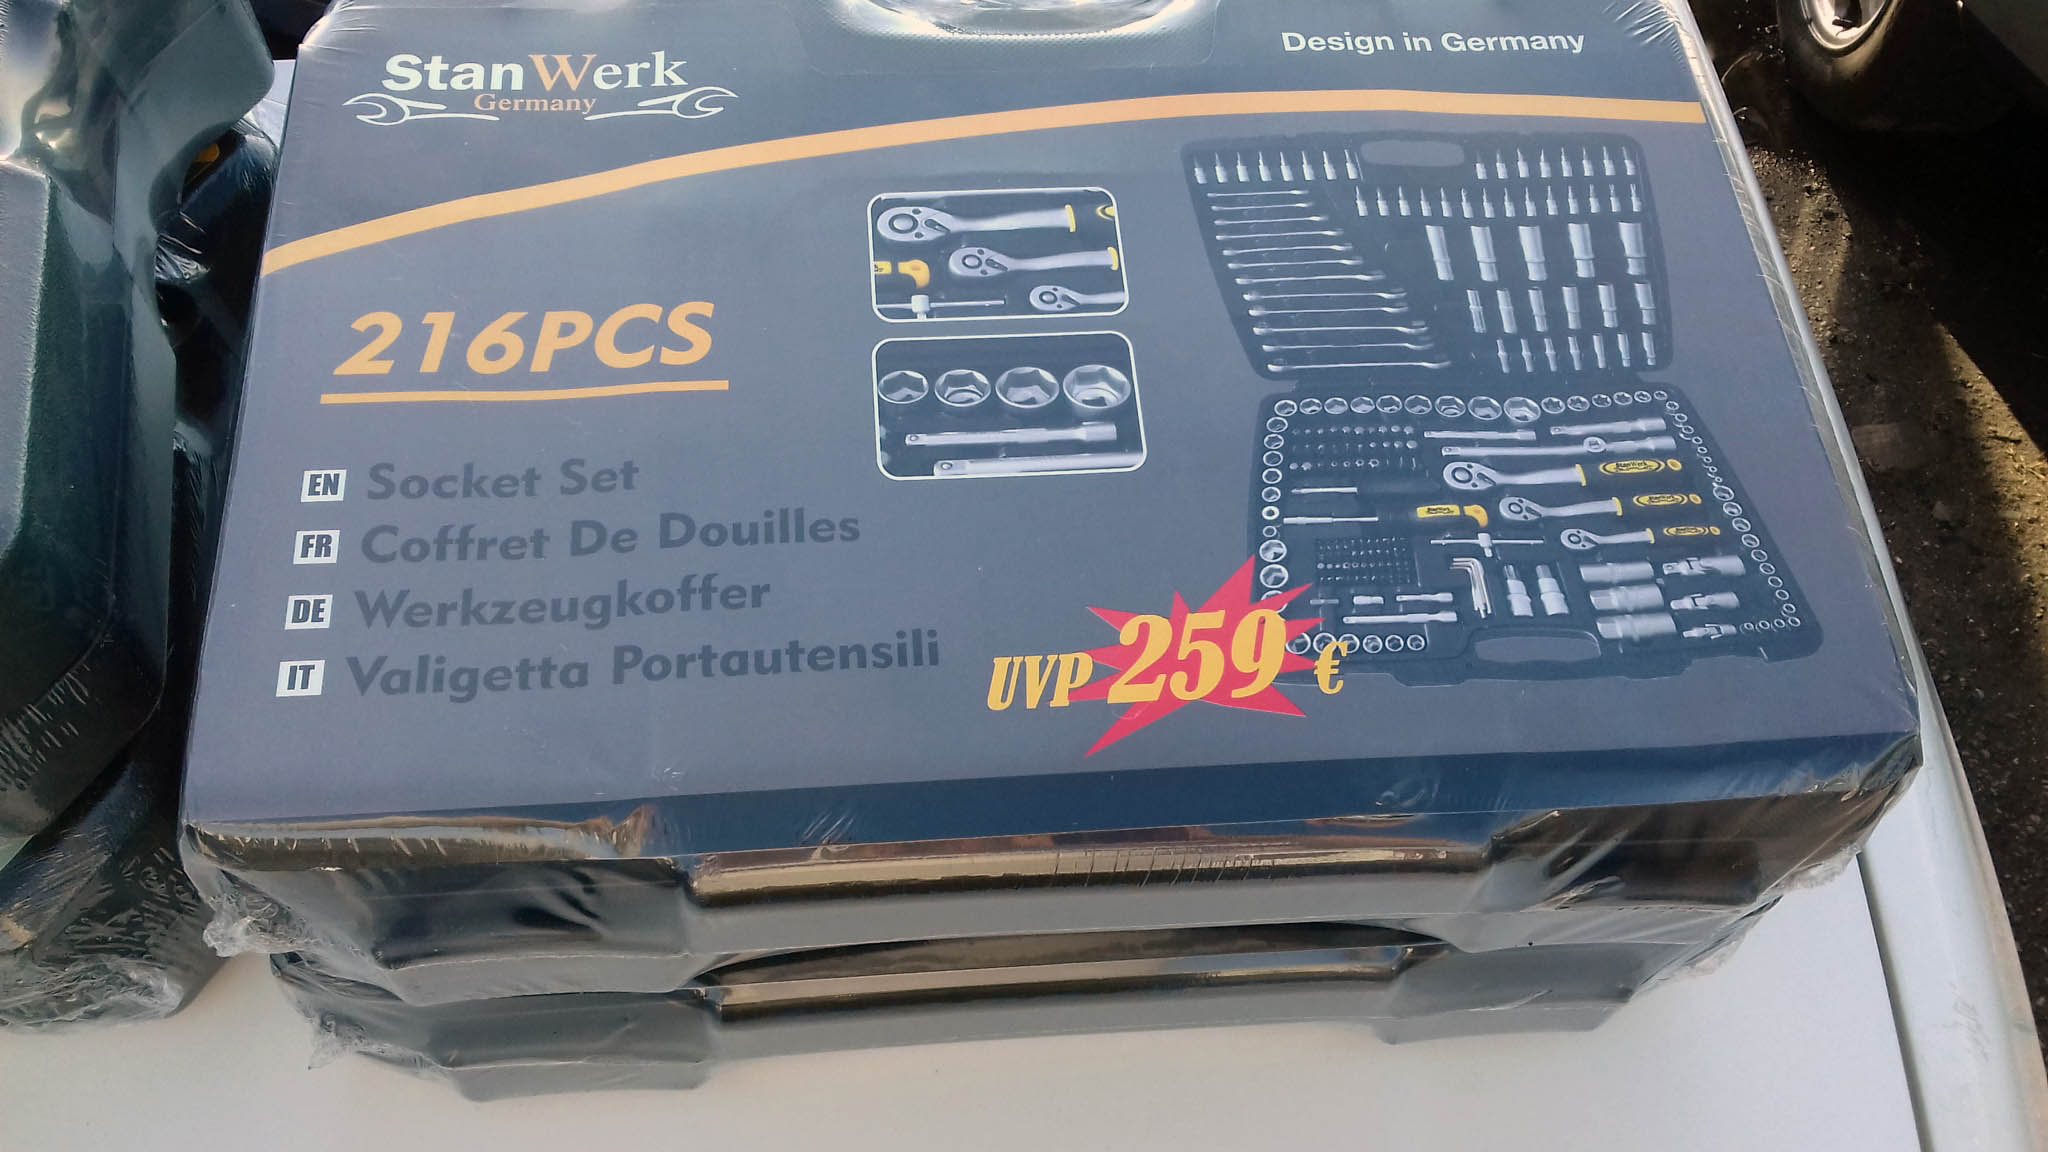 StanWerk
Germany
Design in Germany
216PCS
EN Socket Set
FR Coffret De Douilles
DE Werkzeugkoffer
IT Valigetta Portautensili
UVP 259 €